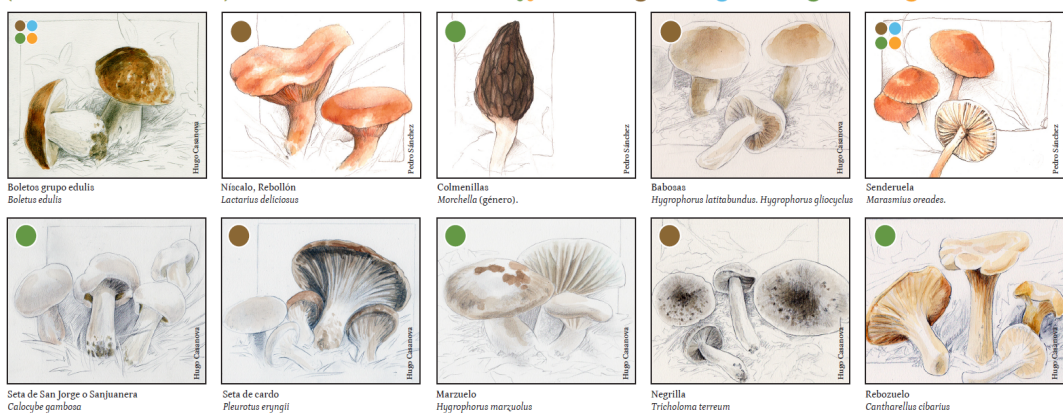 Hugo Casanova
Pedro Sánchez
Pedro Sánchez
Hugo Casanova
Pedro Sánchez
Boletos grupo edulis
Boletus edulis
Níscalo, Rebollón
Lactarius deliciosus
Colmenillas
Morchella (género).
Babosas
Hygrophorus latitabundus. Hygrophorus gliocyclus
Senderuela
Marasmius oreades.
Hugo Casanova
Hugo Casanova
Hugo Casanova
Hugo Casanova
Hugo Casanova
Seta de San Jorge o Sanjuanera
Calocybe gambosa
Seta de cardo
Pleurotus eryngii
Marzuelo
Hygrophorus marzuolus
Negrilla
Tricholoma terreum
Rebozuelo
Cantharellus cibarius